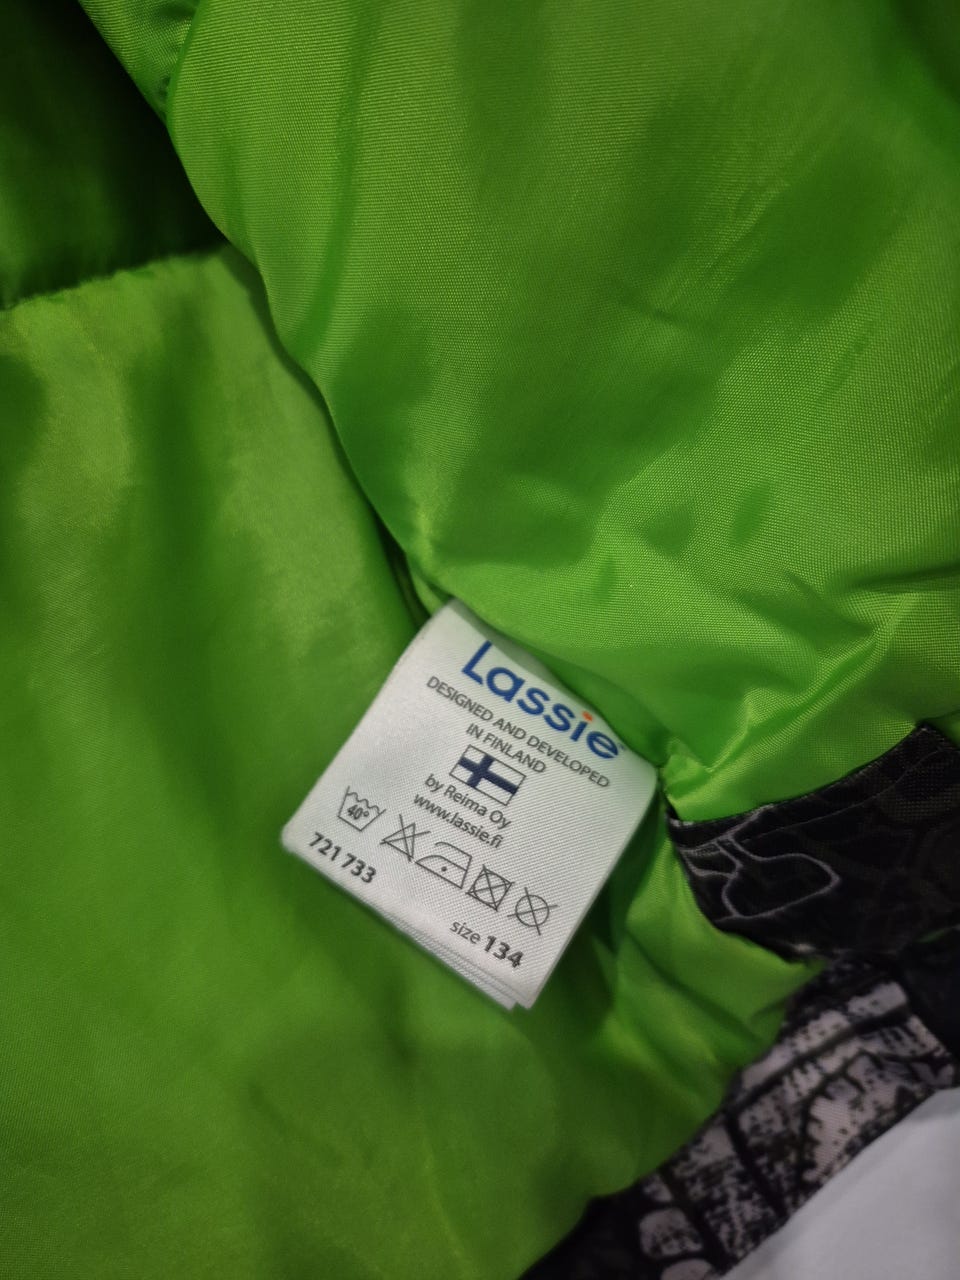 Lassie
DESIGNED AND DEVELOPED
IN FINLAND
by Reima Oy
www.lassie.fi
40°
721 733
size 134